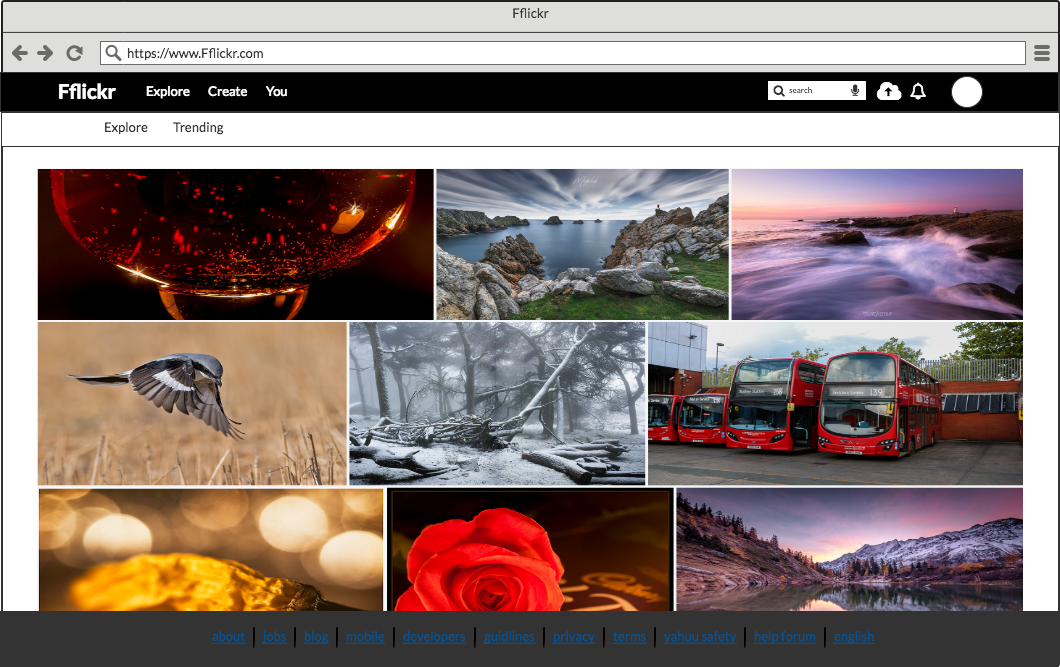 Fflickr
https://www.Fflickr.com
Fflickr Explore Create You search
Explore Trending
about jobs blog mobile developers guidlines privacy terms yahuu safety help forum english